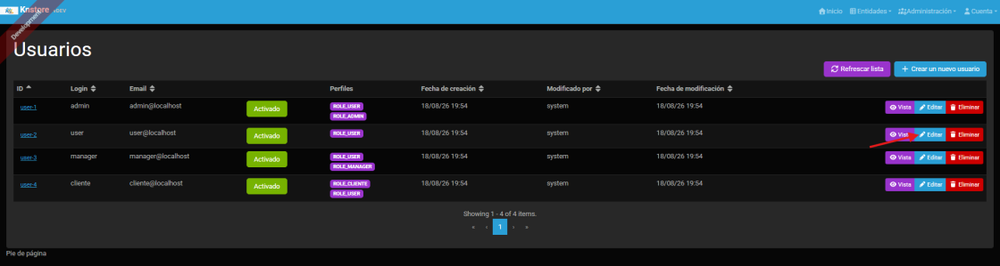 Knstore
Development
Inicio Entidades Administración Cuenta
Usuarios
Refrescar lista + Crear un nuevo usuario
ID Login Email Perfiles Fecha de creación Modificado por Fecha de modificación
user-1 admin admin@localhost Activado ROLE_USER 18/08/26 19:54 system 18/08/26 19:54 Vista Editar Eliminar
ROLE_ADMIN
user-2 user user@localhost Activado ROLE_USER 18/08/26 19:54 system 18/08/26 19:54 Vista Editar Eliminar
user-3 manager manager@localhost Activado ROLE_USER 18/08/26 19:54 system 18/08/26 19:54 Vista Editar Eliminar
ROLE_MANAGER
user-4 cliente cliente@localhost Activado ROLE_CLIENTE 18/08/26 19:54 system 18/08/26 19:54 Vista Editar Eliminar
ROLE_USER
Showing 1 - 4 of 4 items.
« ‹ 1 › »
Pie de página